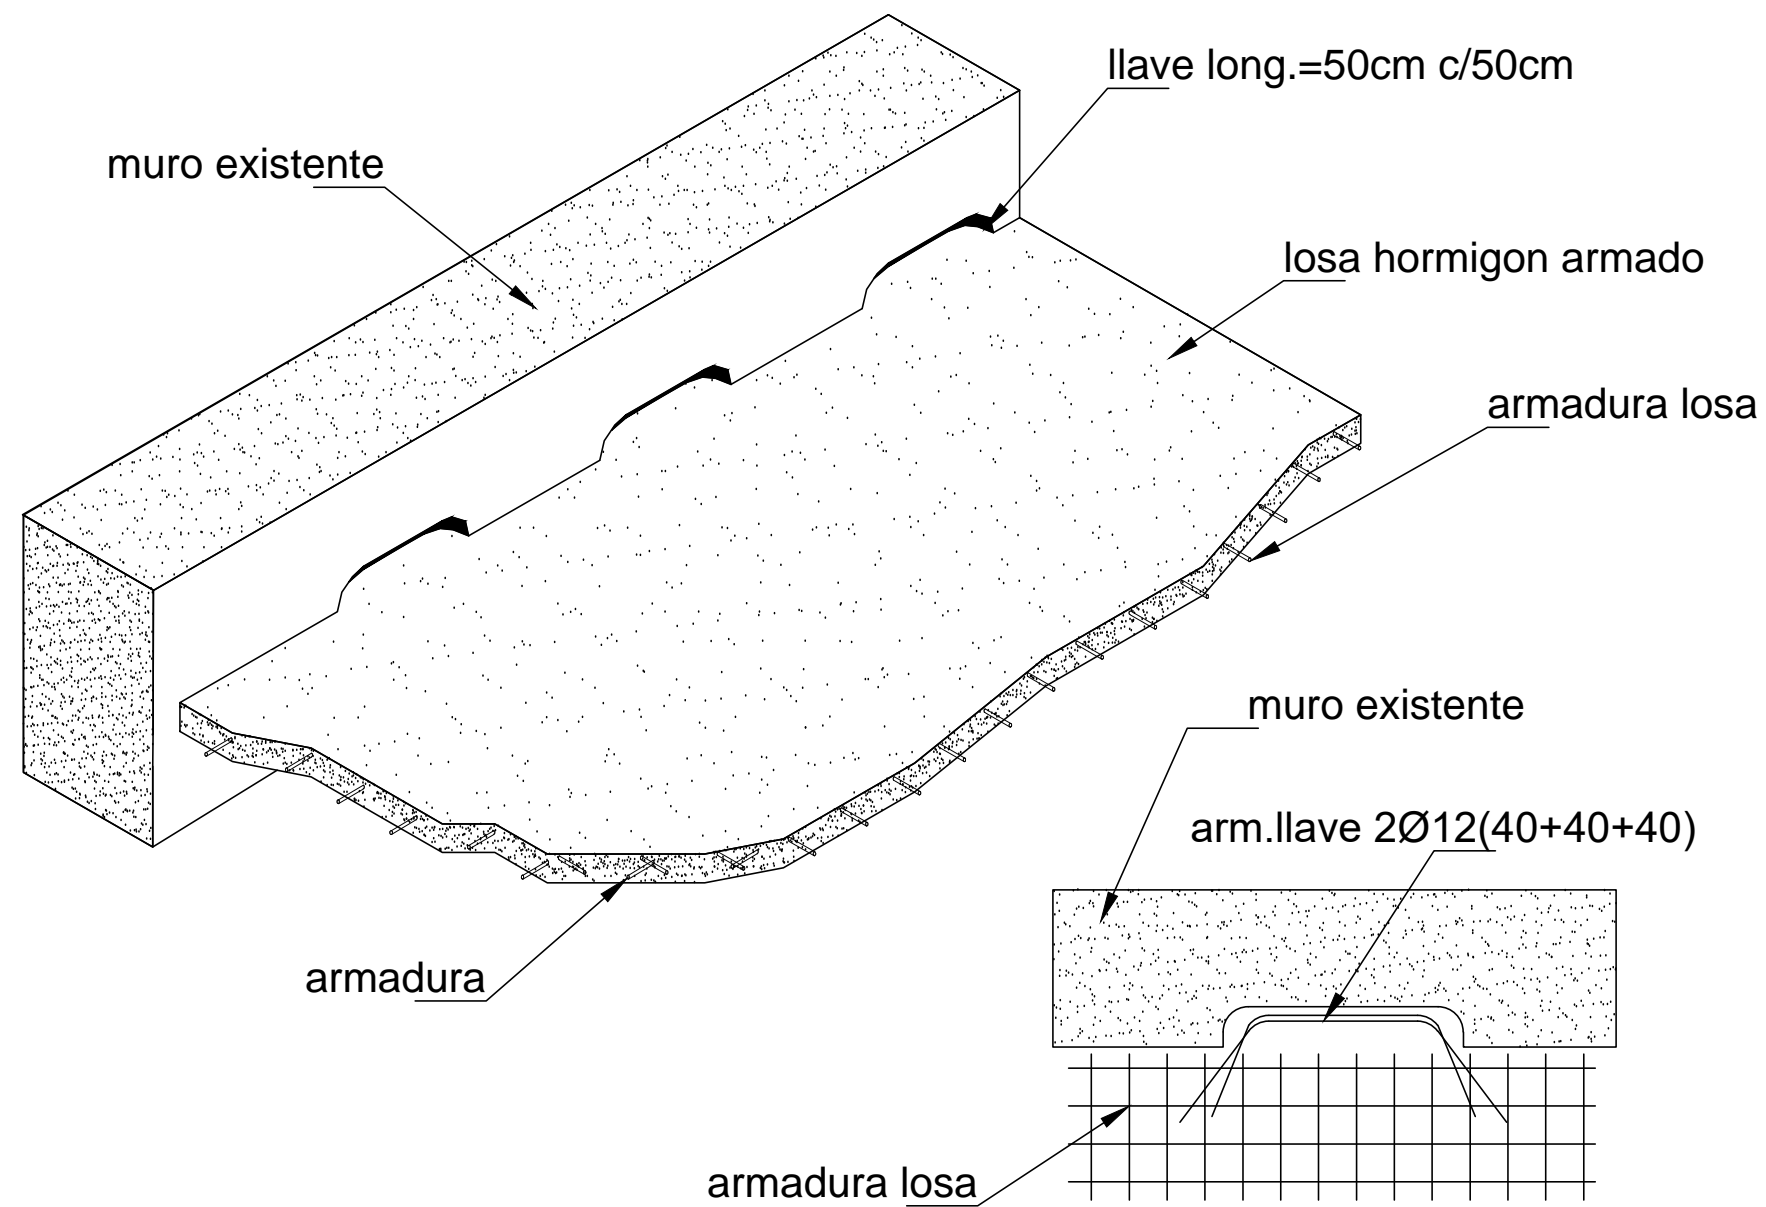 llave long.=50cm c/50cm
muro existente
losa hormigon armado
armadura losa
muro existente
arm.llave 2Ø12(40+40+40)
armadura
armadura losa